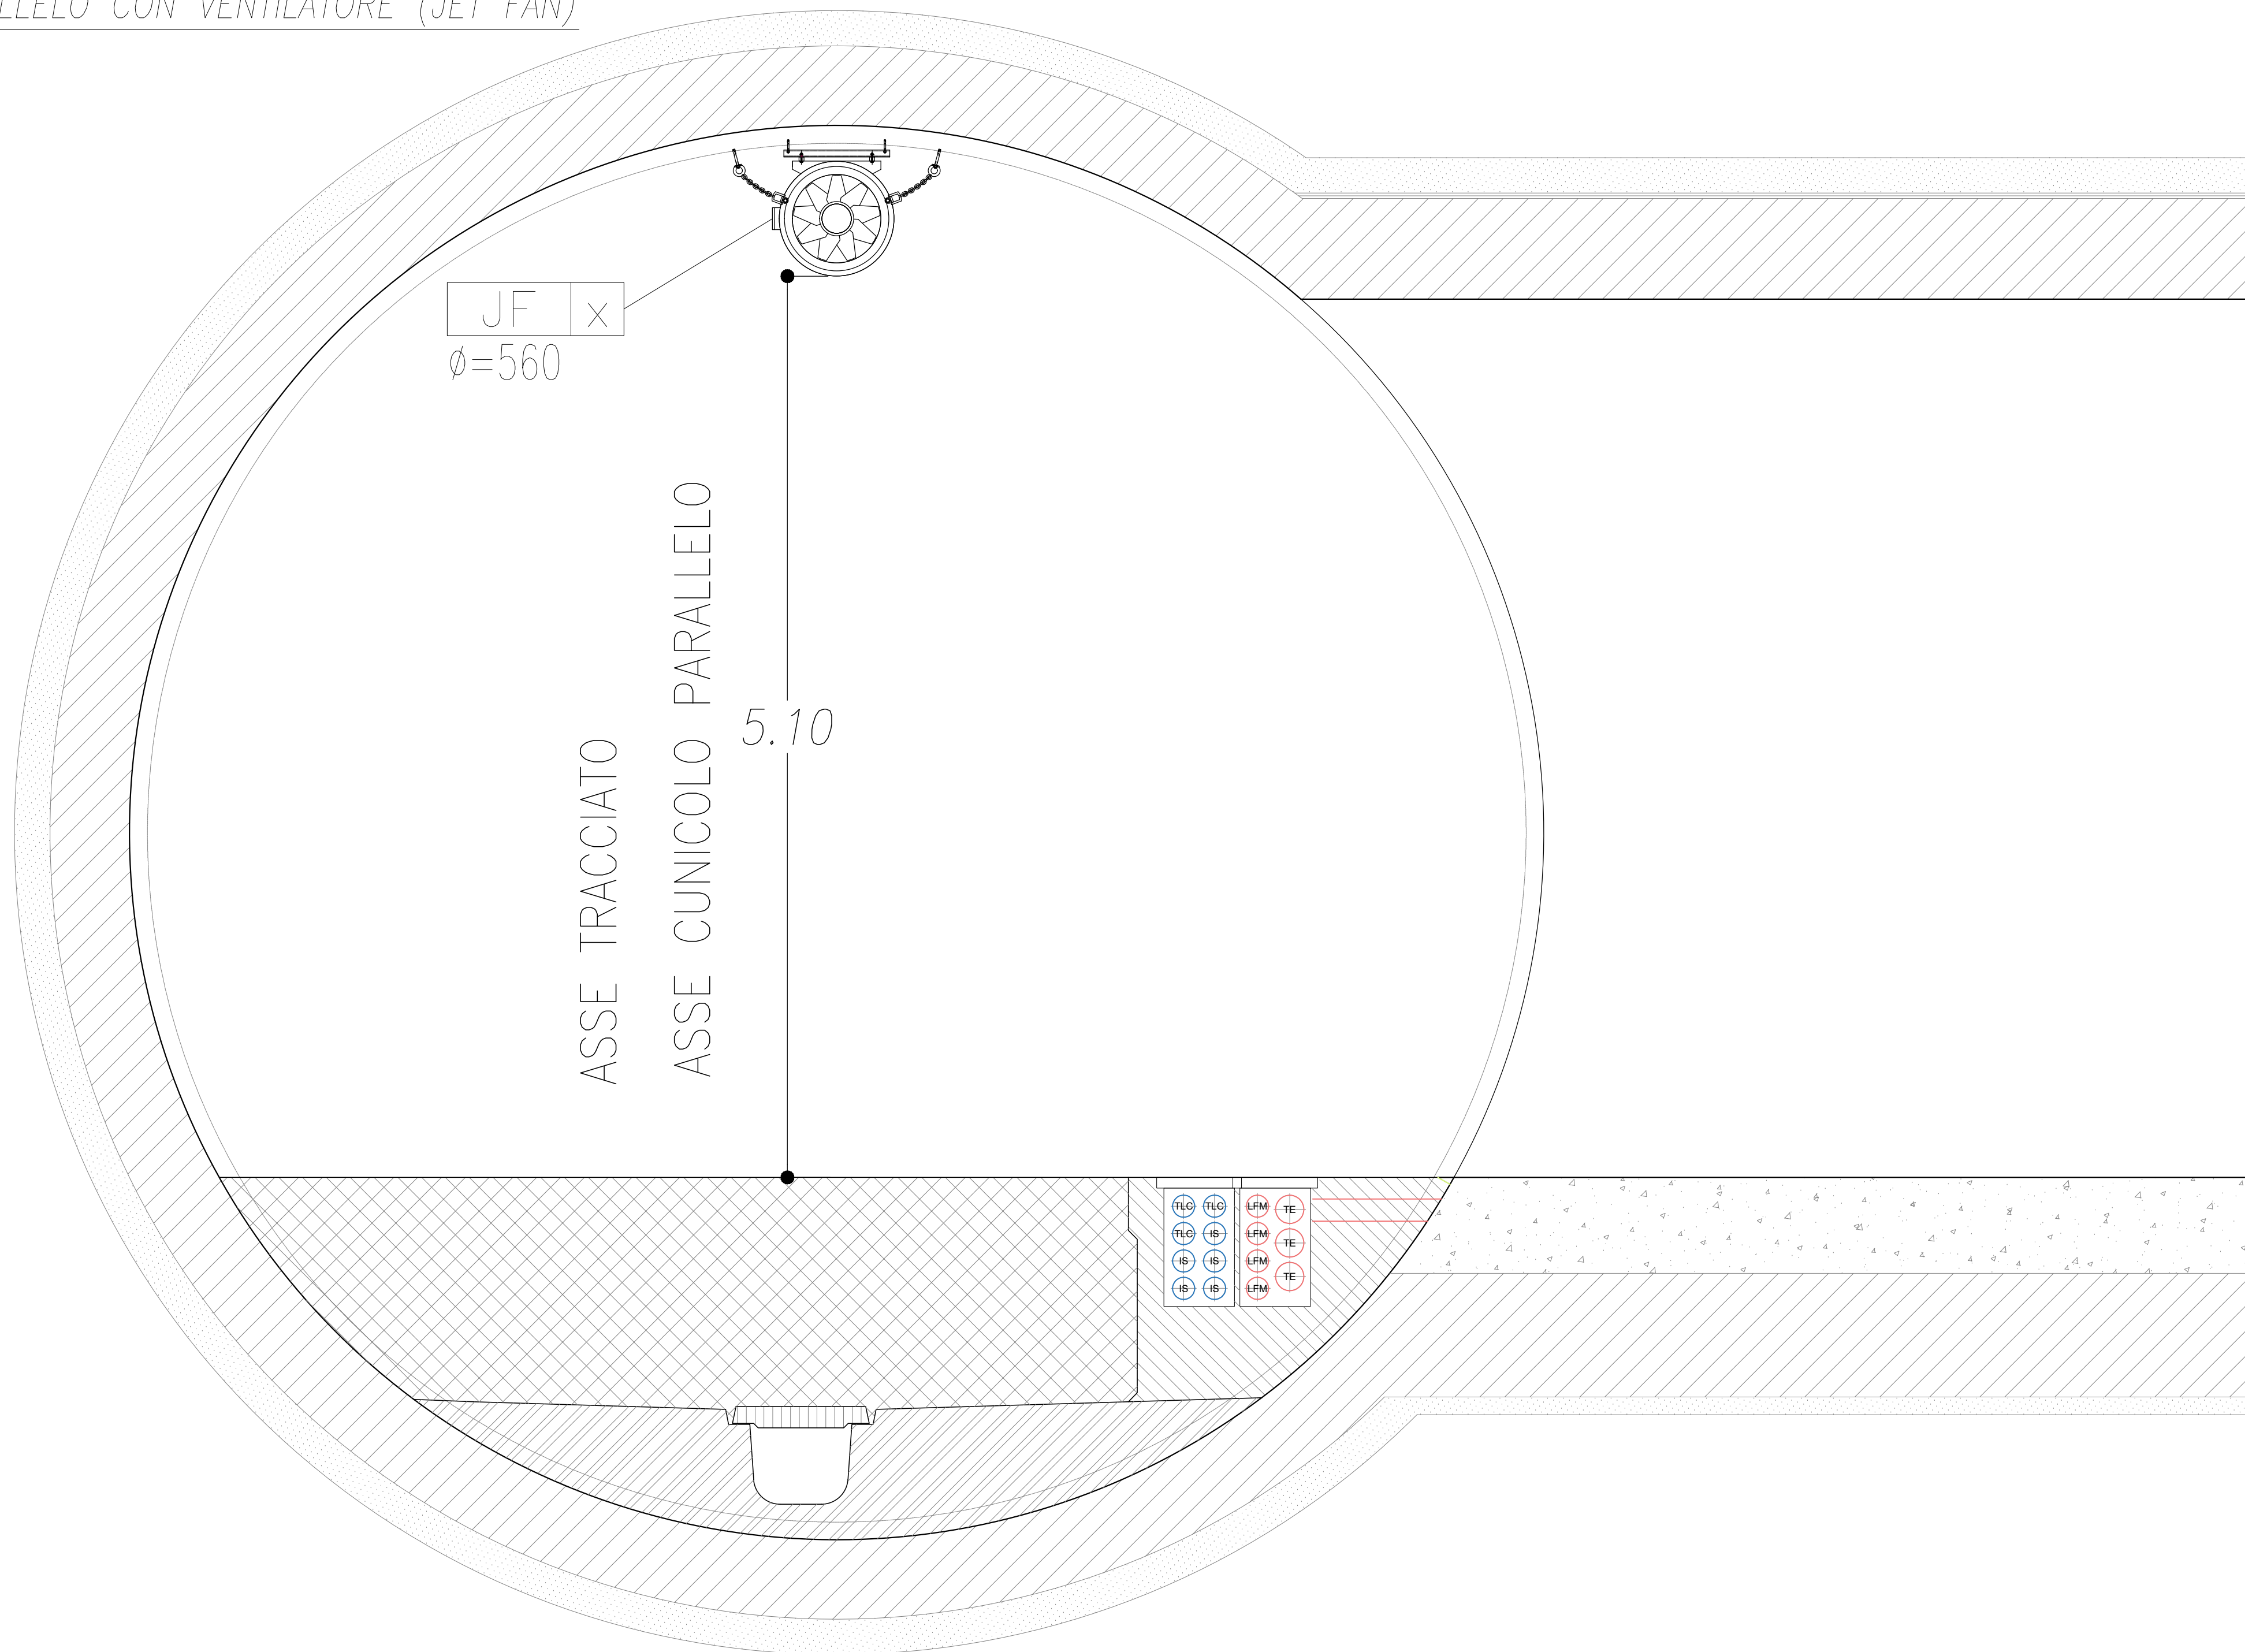 CON VENTILATORE (JET FAN)
JF x
ϕ=560
ASSE TRACCIATO
ASSE CUNICOLO PARALLELO
5.10
TLC TLC LFM TE
TLC IS LFM TE
IS IS LFM TE
IS IS LFM